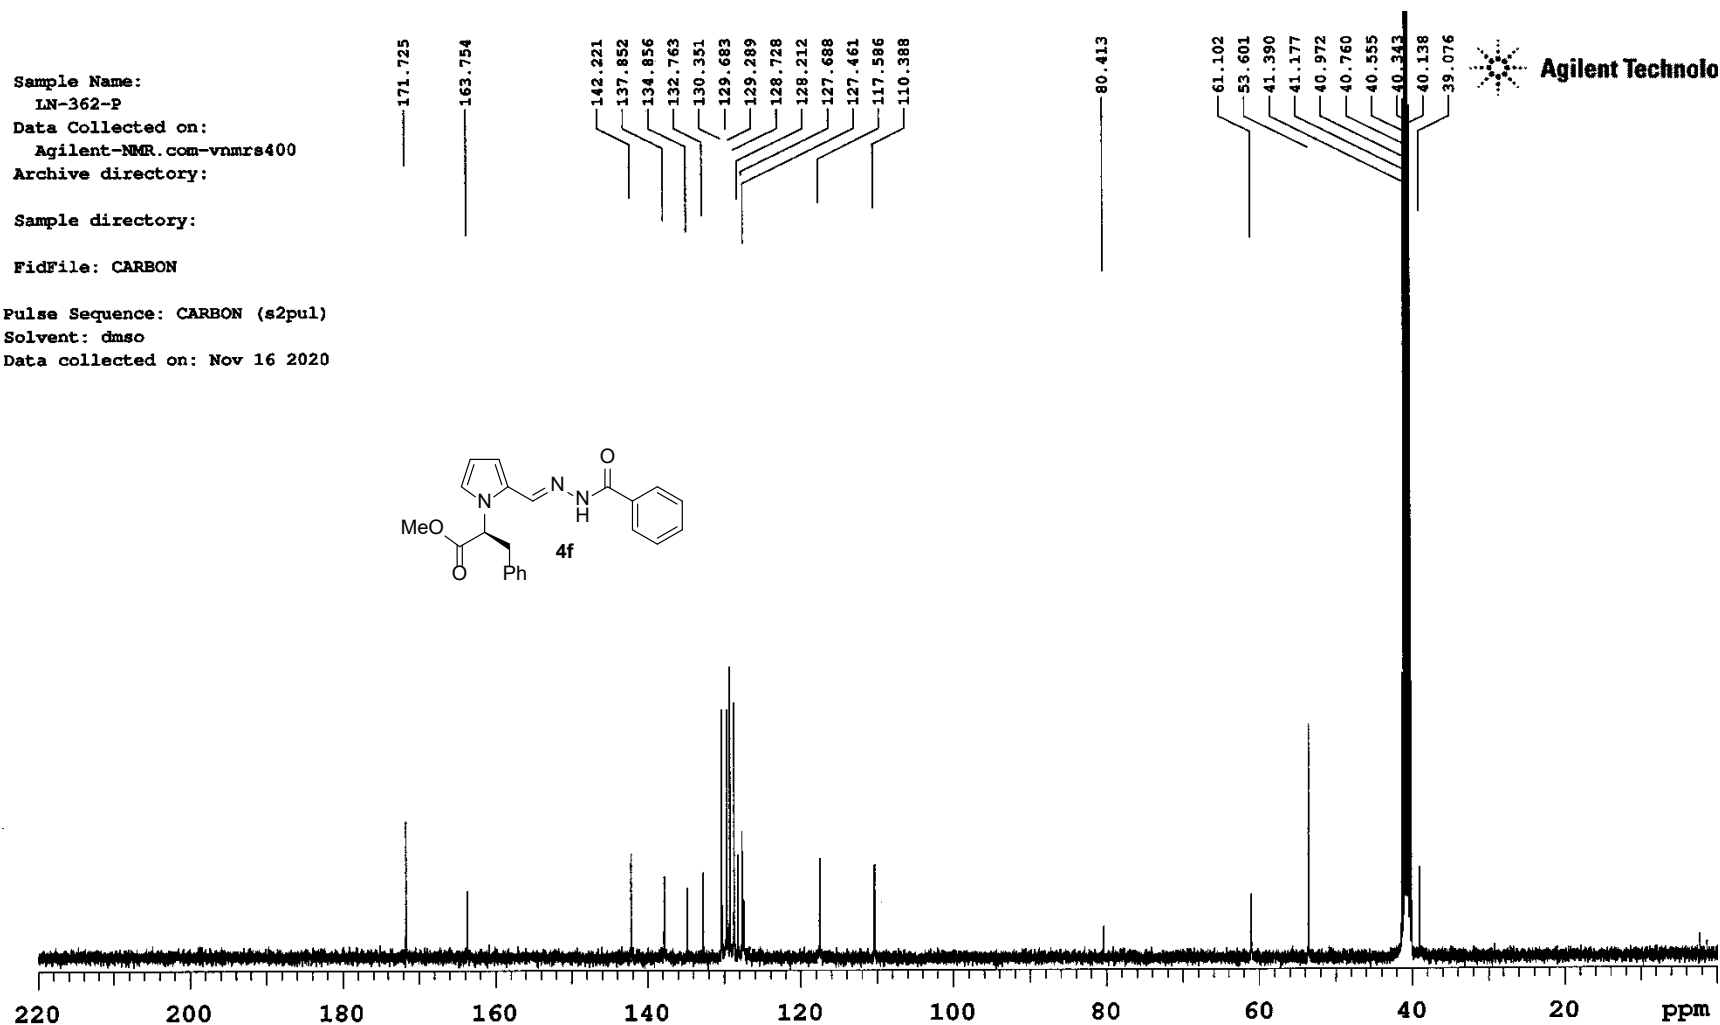 Sample Name:
LN-362-P
Data Collected on:
Agilent-NMR.com-vnmrs400
Archive directory:
Sample directory:
FidFile: CARBON
Pulse Sequence: CARBON (s2pul)
Solvent: dmso
Data collected on: Nov 16 2020
171.725
163.754
142.221
137.852
134.856
132.763
130.351
129.683
129.289
128.728
128.212
127.688
127.461
117.586
110.388
80.413
61.102
53.601
41.390
41.177
40.972
40.760
40.555
40.343
40.138
39.076
Agilent Technolo
O
N
N
H
N
MeO
O
Ph
4f
220 200 180 160 140 120 100 80 60 40 20 ppm